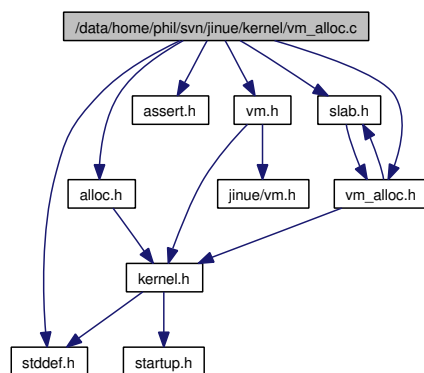 /data/home/phil/svn/jinue/kernel/vm_alloc.c
assert.h
vm.h
slab.h
alloc.h
jinue/vm.h
vm_alloc.h
kernel.h
stddef.h
startup.h